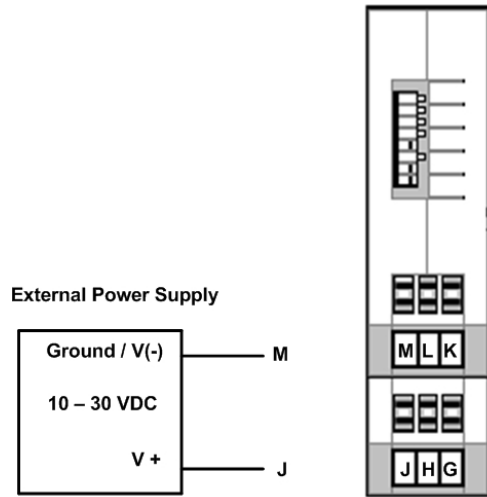 External Power Supply
Ground / V(-)
M
10 – 30 VDC
V +
J
M L K
J H G